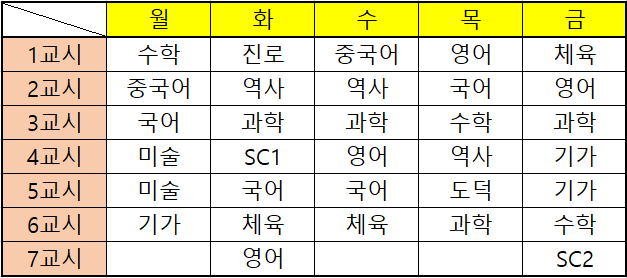 월 화 수 목 금
1교시 수학 진로 중국어 영어 체육
2교시 중국어 역사 역사 국어 영어
3교시 국어 과학 과학 수학 과학
4교시 미술 SC1 영어 역사 기가
5교시 미술 국어 국어 도덕 기가
6교시 기가 체육 체육 과학 수학
7교시 영어 SC2